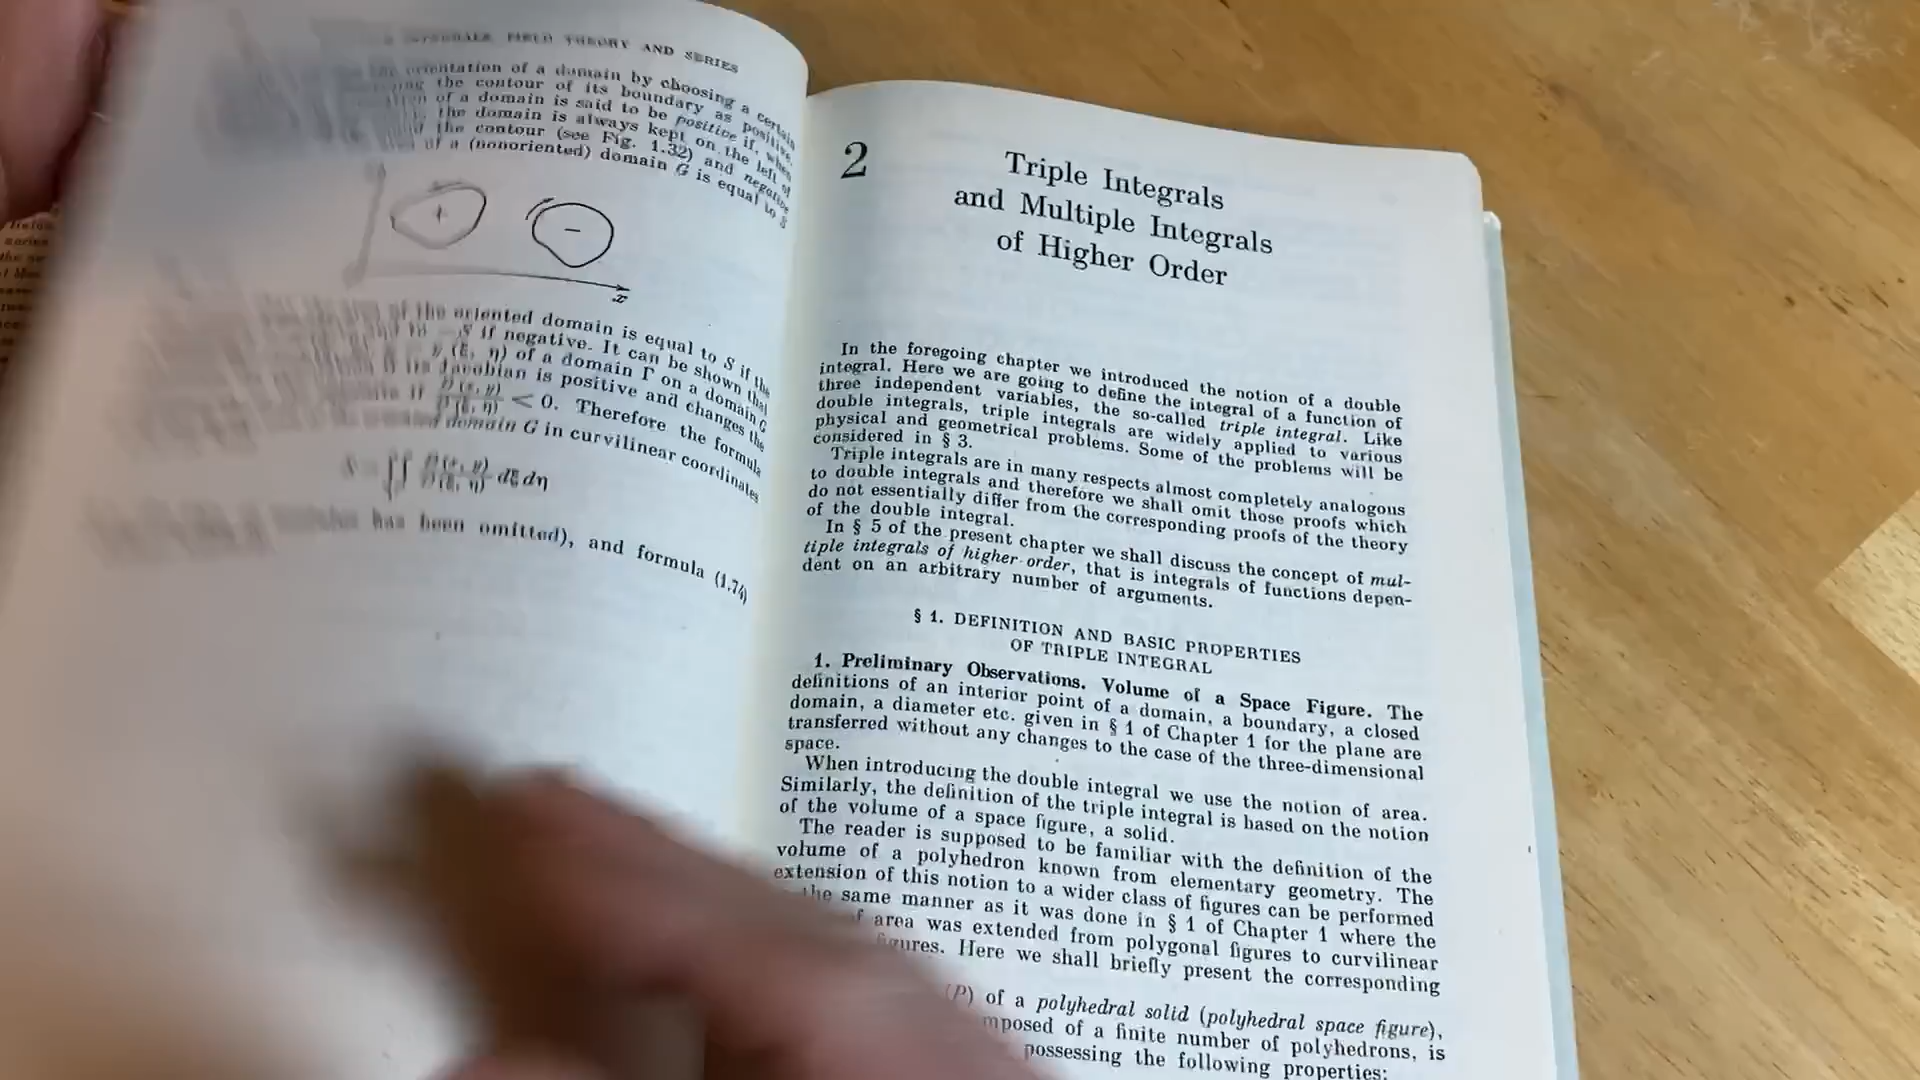 THEORY AND SERIES
orientation of a domain by choosing a certain
the contour of its boundary as positive.
of a domain is said to be positive if, when
the domain is always kept on the left of
the contour (see Fig. 1.32) and negative
of a (nonoriented) domain G is equal to S
+
−
x
of the oriented domain is equal to S if the
if negative. It can be shown that
(ξ, η) of a domain Γ on a domain G
its Jacobian is positive and changes the
< 0. Therefore the formula
domain G in curvilinear coordinates
dξ dη
has been omitted), and formula (1.74)
2
Triple Integrals
and Multiple Integrals
of Higher Order
In the foregoing chapter we introduced the notion of a double
integral. Here we are going to define the integral of a function of
three independent variables, the so-called triple integral. Like
double integrals, triple integrals are widely applied to various
physical and geometrical problems. Some of the problems will be
considered in § 3.
Triple integrals are in many respects almost completely analogous
to double integrals and therefore we shall omit those proofs which
do not essentially differ from the corresponding proofs of the theory
of the double integral.
In § 5 of the present chapter we shall discuss the concept of mul-
tiple integrals of higher order, that is integrals of functions depen-
dent on an arbitrary number of arguments.
§ 1. DEFINITION AND BASIC PROPERTIES
OF TRIPLE INTEGRAL
1. Preliminary Observations. Volume of a Space Figure. The
definitions of an interior point of a domain, a boundary, a closed
domain, a diameter etc. given in § 1 of Chapter 1 for the plane are
transferred without any changes to the case of the three-dimensional
space.
When introducing the double integral we use the notion of area.
Similarly, the definition of the triple integral is based on the notion
of the volume of a space figure, a solid.
The reader is supposed to be familiar with the definition of the
volume of a polyhedron known from elementary geometry. The
extension of this notion to a wider class of figures can be performed
the same manner as it was done in § 1 of Chapter 1 where the
area was extended from polygonal figures to curvilinear
figures. Here we shall briefly present the corresponding
(P) of a polyhedral solid (polyhedral space figure),
mposed of a finite number of polyhedrons, is
possessing the following properties: